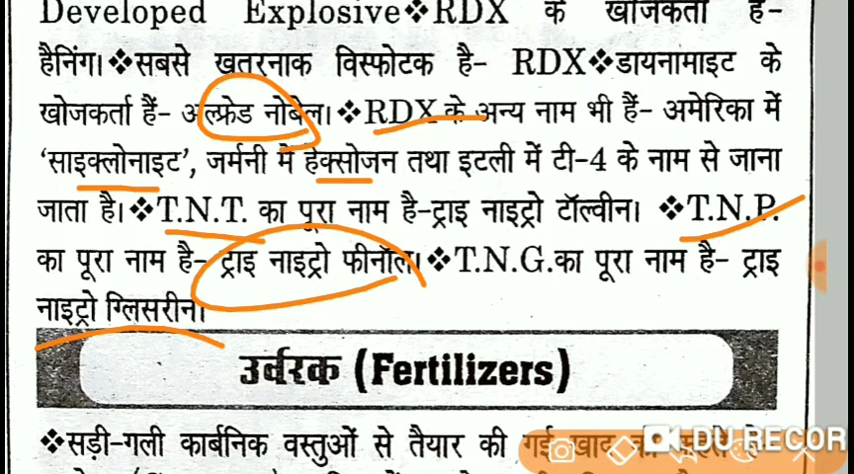 Developed Explosive❖RDX के खोजकर्ता हैं-
हैनिंग।❖सबसे खतरनाक विस्फोटक है- RDX❖डायनामाइट के
खोजकर्ता हैं- अल्फ्रेड नोबेल।❖RDX के अन्य नाम भी हैं- अमेरिका में
'साइक्लोनाइट', जर्मनी में हेक्सोजन तथा इटली में टी-4 के नाम से जाना
जाता है।❖T.N.T. का पूरा नाम है-ट्राइ नाइट्रो टॉल्वीन। ❖T.N.P.
का पूरा नाम है- ट्राइ नाइट्रो फीनॉल।❖T.N.G.का पूरा नाम है- ट्राइ
नाइट्रो ग्लिसरीन।
उर्वरक (Fertilizers)
❖सड़ी-गली कार्बनिक वस्तुओं से तैयार की गई खाद
DU RECOR